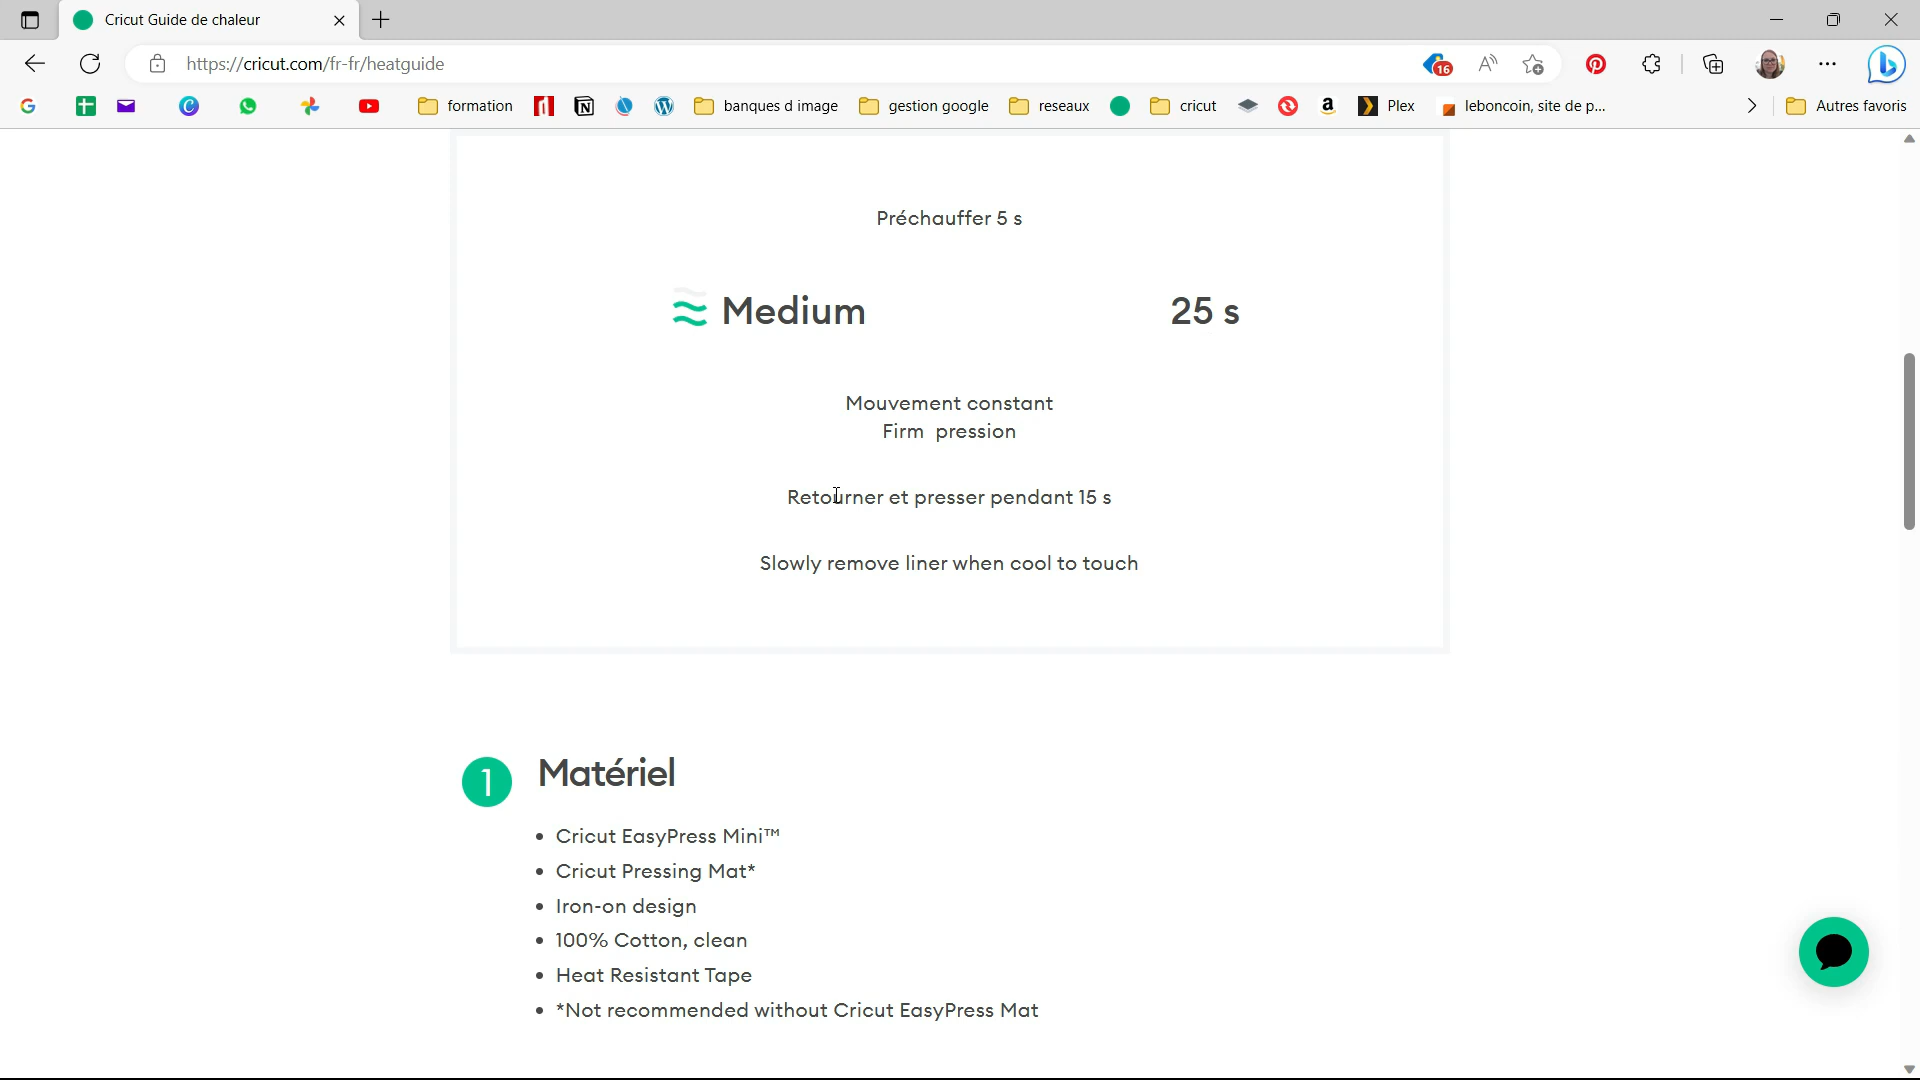 Cricut Guide de chaleur
https://cricut.com/fr-fr/heatguide
16
formation
banques d image
gestion google
reseaux
cricut
Plex
leboncoin, site de p...
Autres favoris
Préchauffer 5 s
Medium
25 s
Mouvement constant
Firm pression
Retourner et presser pendant 15 s
Slowly remove liner when cool to touch
1
Matériel
• Cricut EasyPress Mini™
• Cricut Pressing Mat*
• Iron-on design
• 100% Cotton, clean
• Heat Resistant Tape
• *Not recommended without Cricut EasyPress Mat